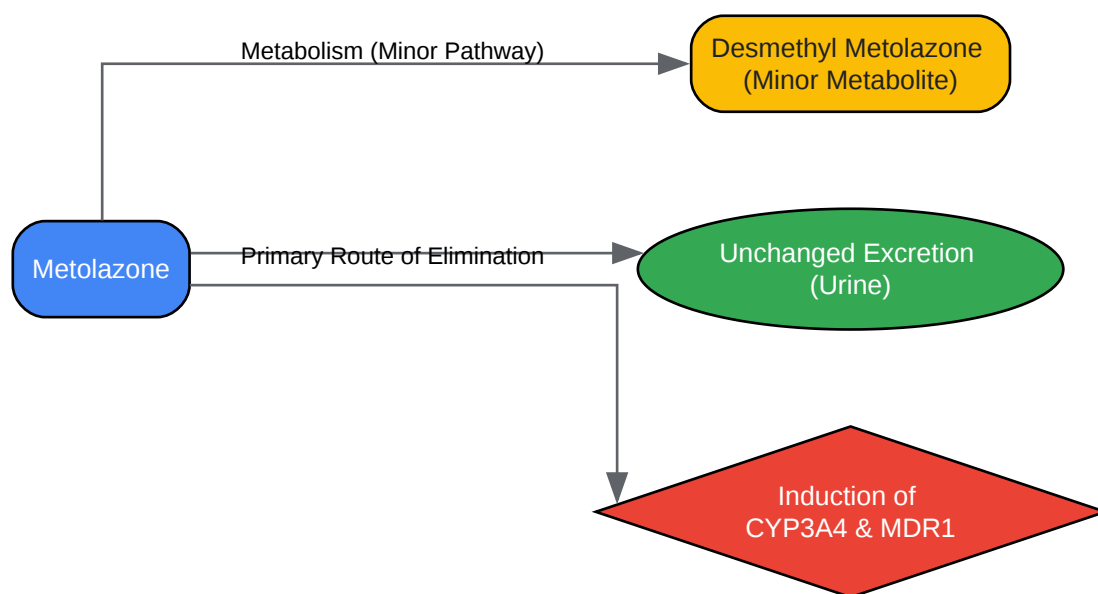 Metabolism (Minor Pathway)
Desmethyl Metolazone
(Minor Metabolite)
Metolazone
Primary Route of Elimination
Unchanged Excretion
(Urine)
Induction of
CYP3A4 & MDR1